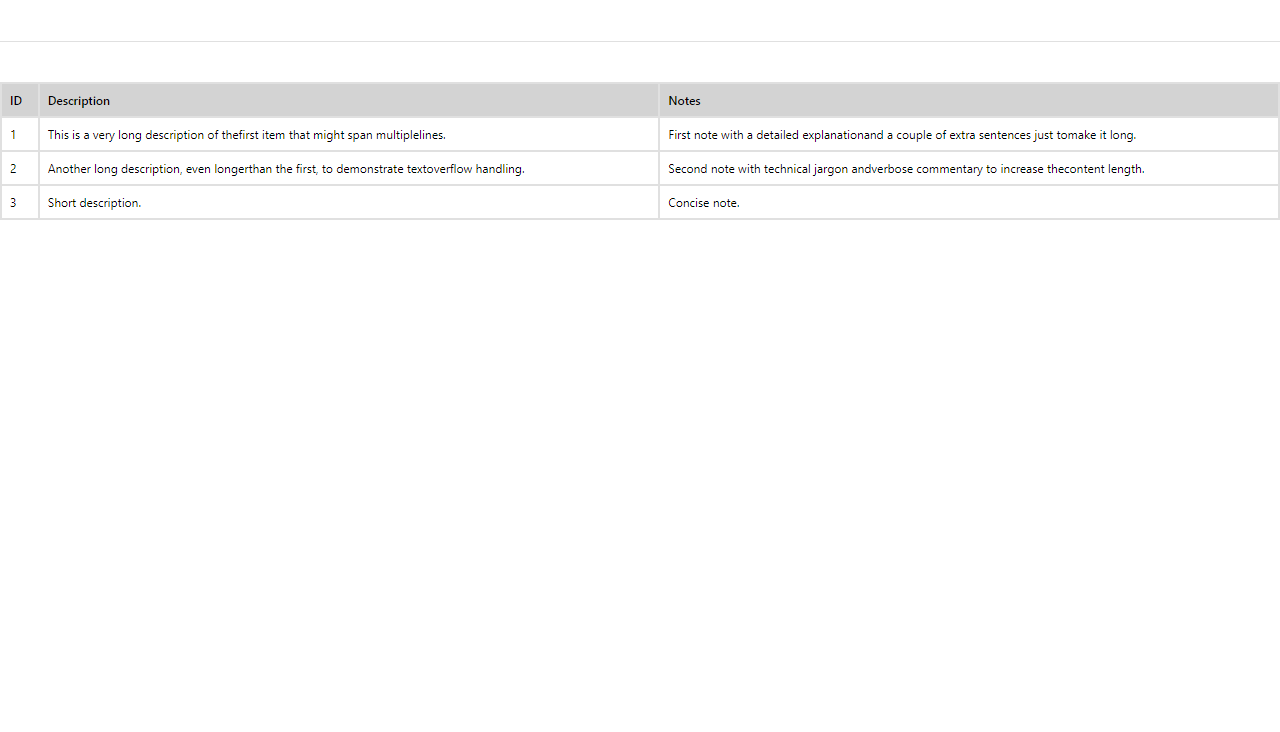 ID Description Notes
1 This is a very long description of thefirst item that might span multiplelines. First note with a detailed explanationand a couple of extra sentences just tomake it long.
2 Another long description, even longerthan the first, to demonstrate textoverflow handling. Second note with technical jargon andverbose commentary to increase thecontent length.
3 Short description. Concise note.